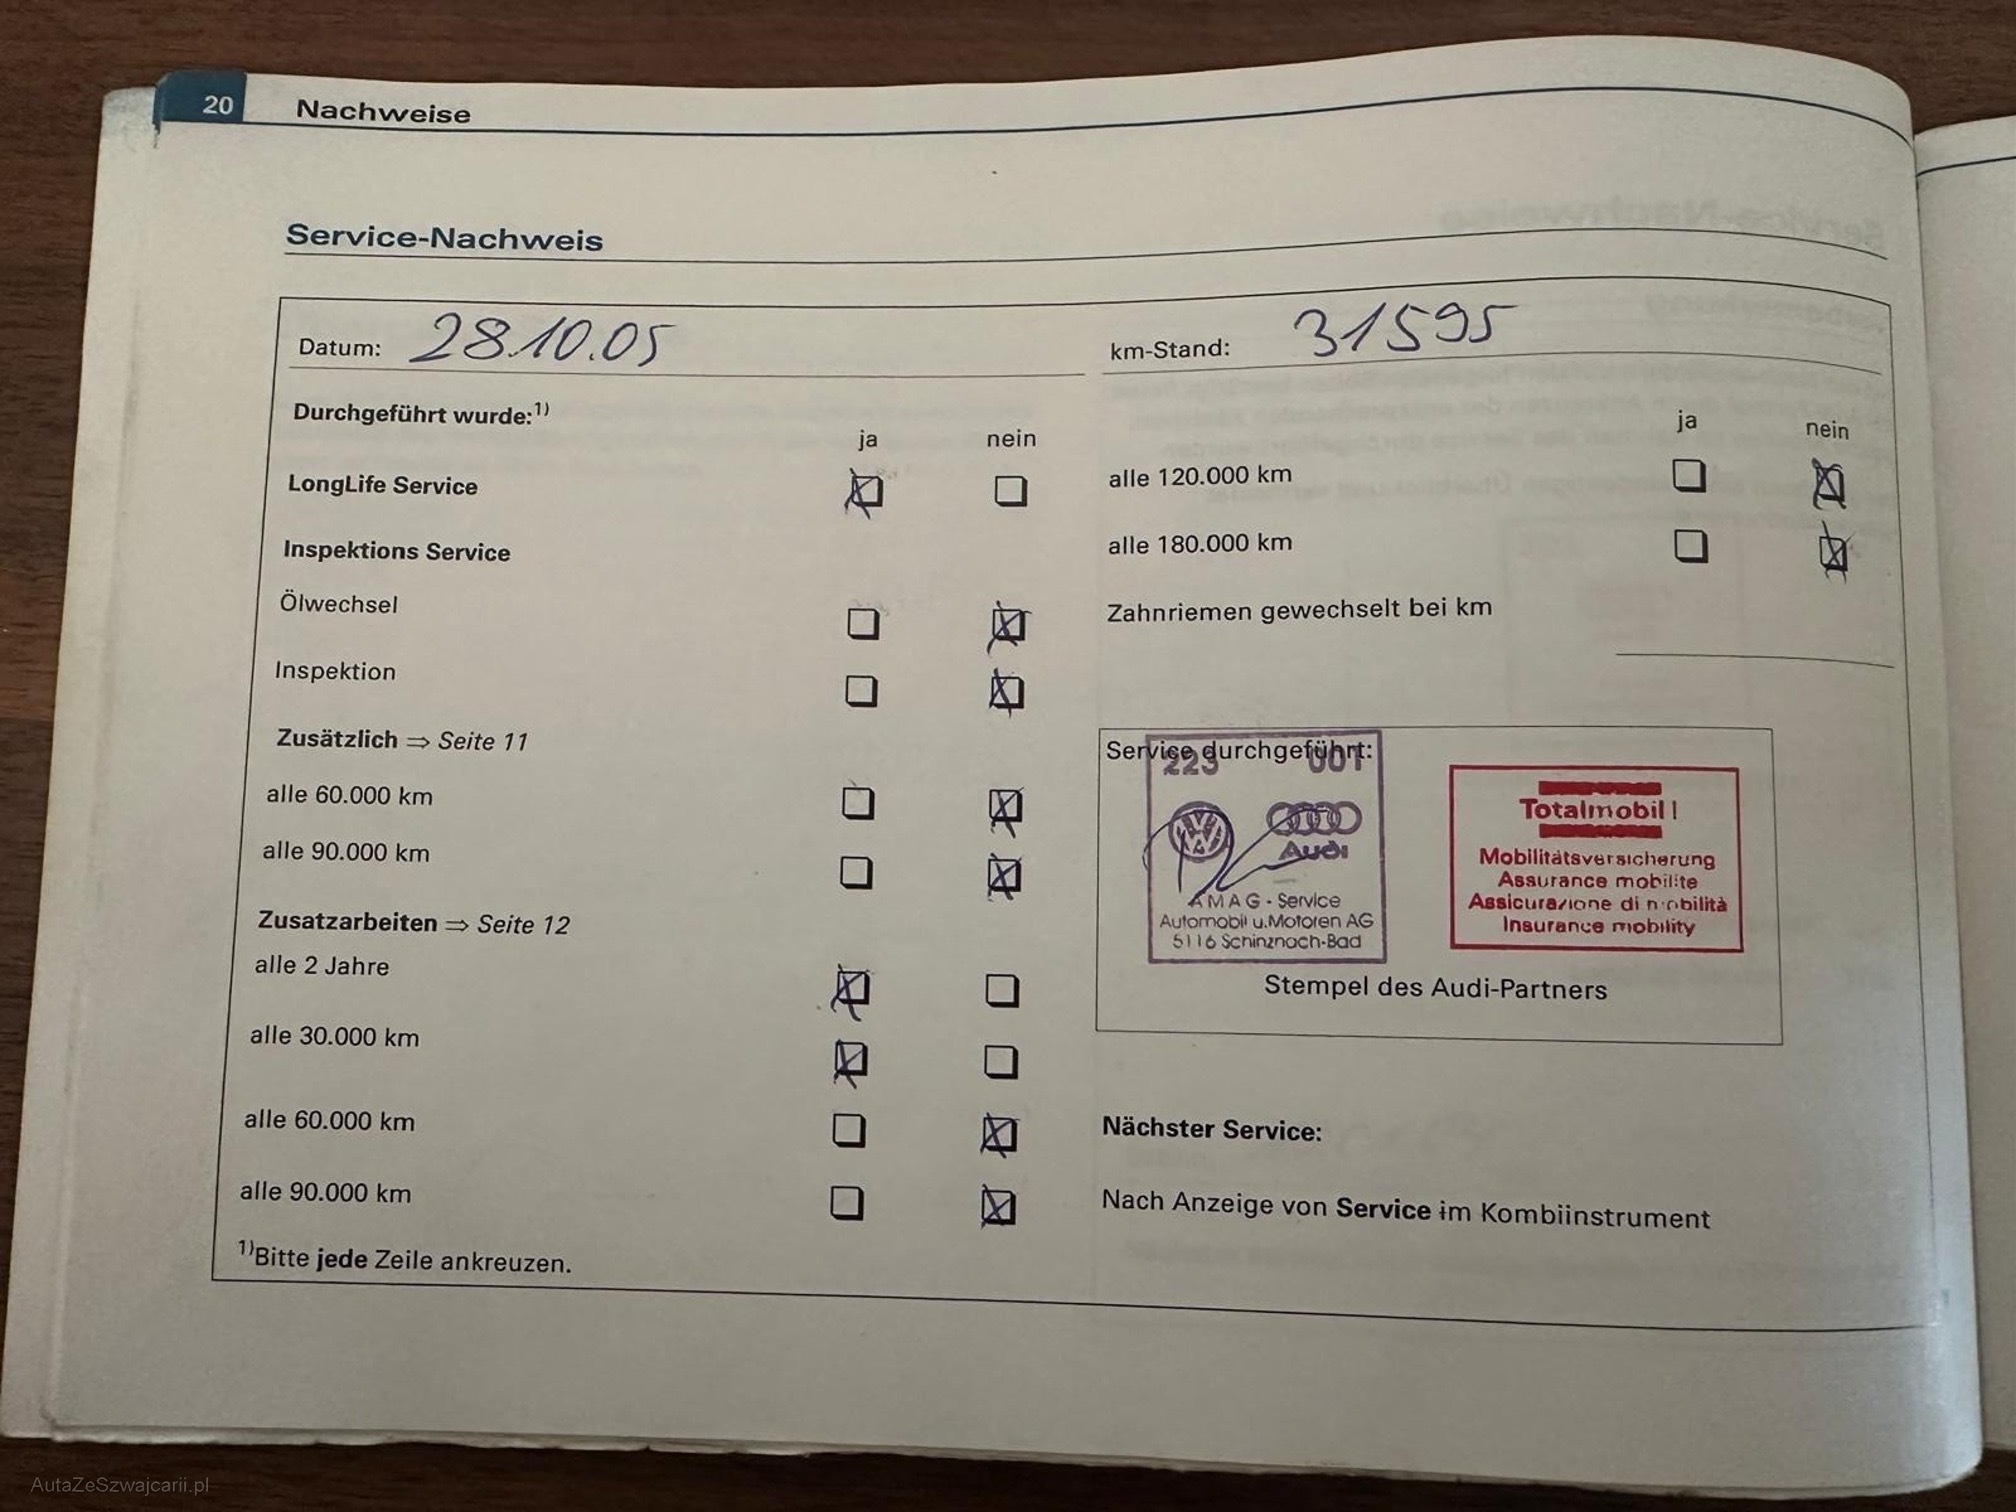 20 Nachweise
Service-Nachweis
Datum: 28.10.05
km-Stand: 31595
Durchgeführt wurde:1)
ja nein
LongLife Service
Inspektions Service
Ölwechsel
Inspektion
Zusätzlich ⇒ Seite 11
alle 60.000 km
alle 90.000 km
Zusatzarbeiten ⇒ Seite 12
alle 2 Jahre
alle 30.000 km
alle 60.000 km
alle 90.000 km
1)Bitte jede Zeile ankreuzen.
ja nein
alle 120.000 km
alle 180.000 km
Zahnriemen gewechselt bei km
Service durchgeführt:
223 001
Audi
AMAG - Service
Automobil u. Motoren AG
5116 Schinznach-Bad
Totalmobil!
Mobilitätsversicherung
Assurance mobilite
Assicurazione di mobilità
Insurance mobility
Stempel des Audi-Partners
Nächster Service:
Nach Anzeige von Service im Kombiinstrument
AutaZeSzwajcarii.pl